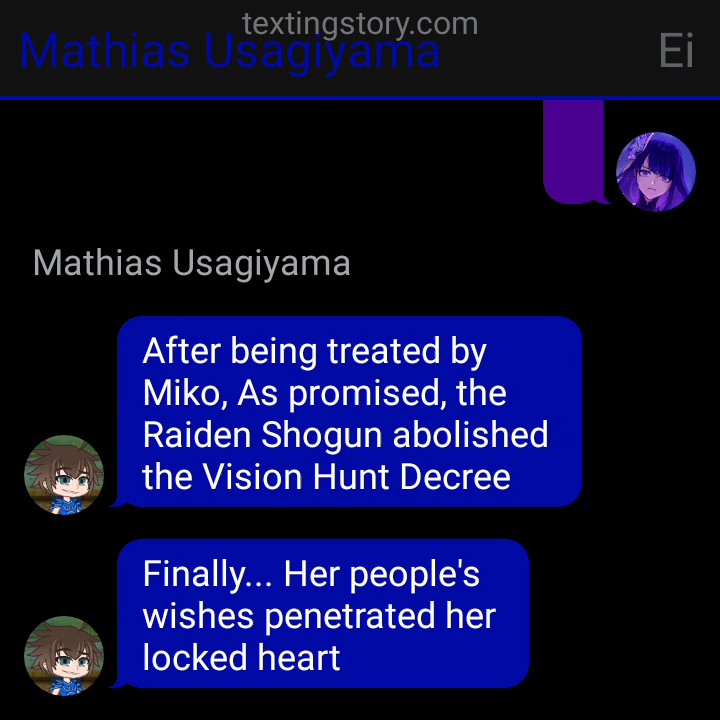 textingstory.com
Mathias Usagiyama
Ei
Mathias Usagiyama
After being treated by
Miko, As promised, the
Raiden Shogun abolished
the Vision Hunt Decree
Finally... Her people's
wishes penetrated her
locked heart